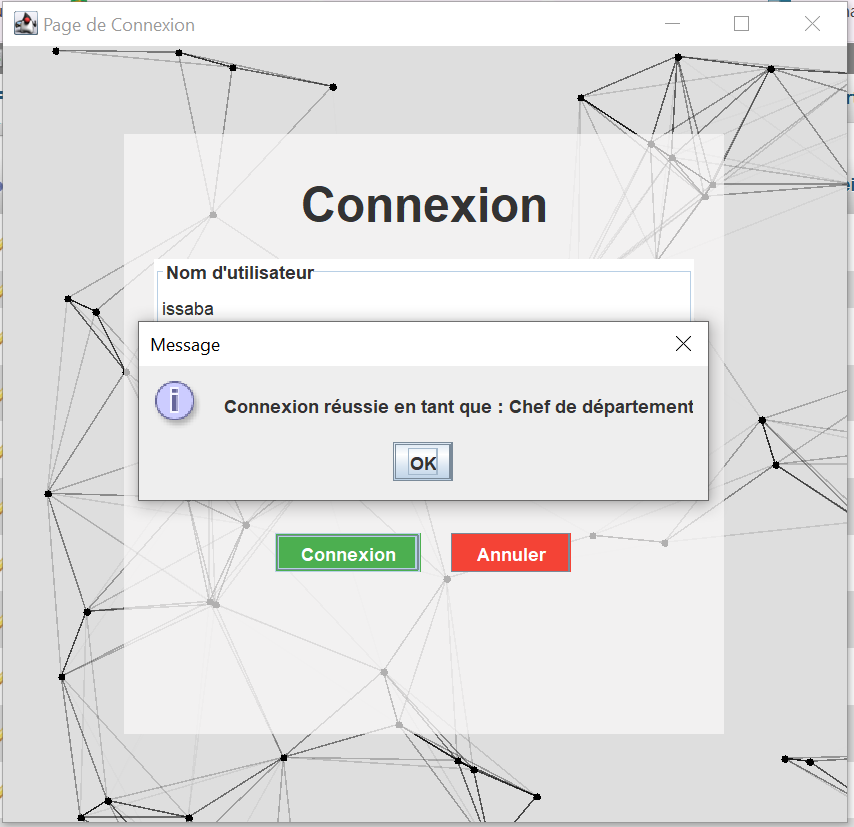 Page de Connexion
Connexion
Nom d'utilisateur
issaba
Message
Connexion réussie en tant que : Chef de département
OK
Connexion
Annuler